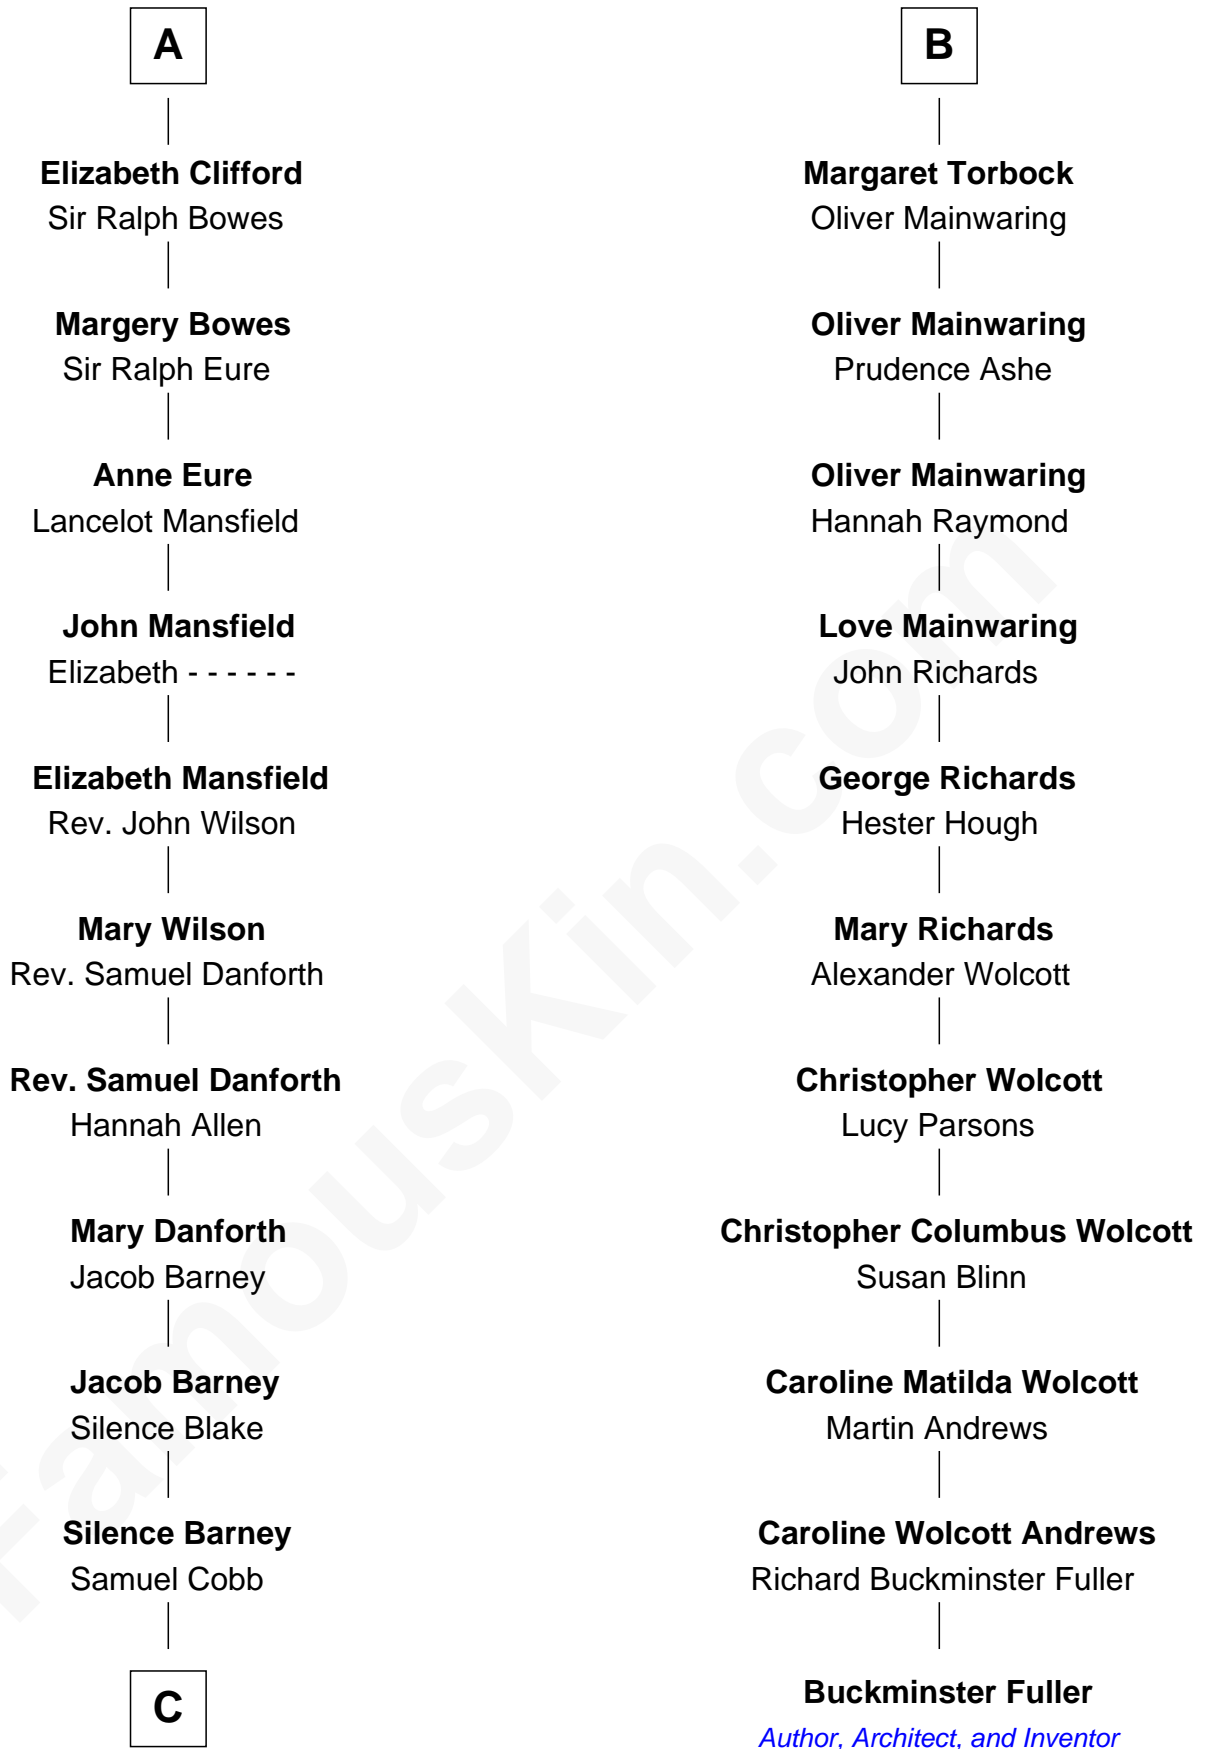 A
Elizabeth Clifford
Sir Ralph Bowes
Margery Bowes
Sir Ralph Eure
Anne Eure
Lancelot Mansfield
John Mansfield
Elizabeth - - - - - -
Elizabeth Mansfield
Rev. John Wilson
Mary Wilson
Rev. Samuel Danforth
Rev. Samuel Danforth
Hannah Allen
Mary Danforth
Jacob Barney
Jacob Barney
Silence Blake
Silence Barney
Samuel Cobb
C
B
Margaret Torbock
Oliver Mainwaring
Oliver Mainwaring
Prudence Ashe
Oliver Mainwaring
Hannah Raymond
Love Mainwaring
John Richards
George Richards
Hester Hough
Mary Richards
Alexander Wolcott
Christopher Wolcott
Lucy Parsons
Christopher Columbus Wolcott
Susan Blinn
Caroline Matilda Wolcott
Martin Andrews
Caroline Wolcott Andrews
Richard Buckminster Fuller
Buckminster Fuller
Author, Architect, and Inventor
FamousKin.com